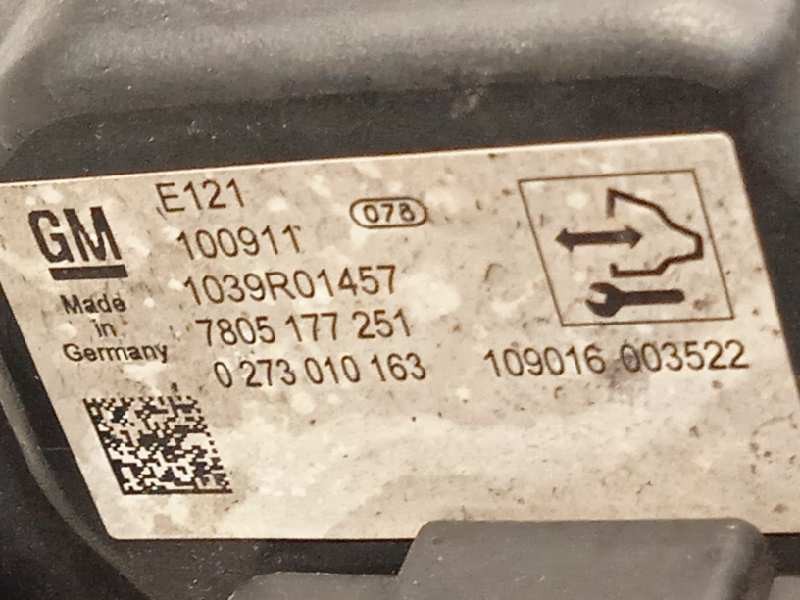 GM
Made
in
Germany
E121
078
100911
1039R01457
7805 177 251
0 273 010 163
109016 003522